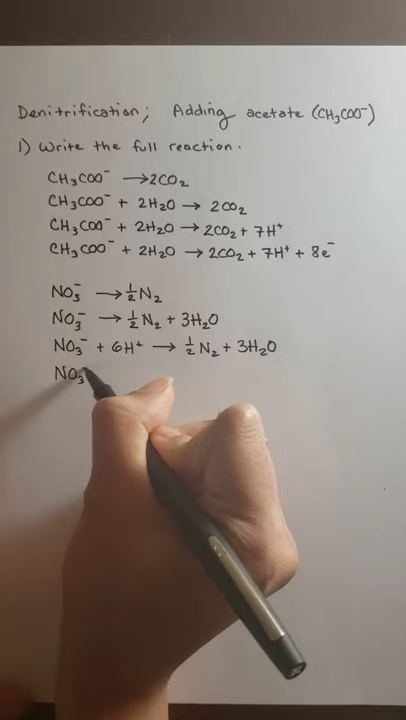 Denitrification; Adding acetate (CH₃COO⁻)
1) Write the full reaction.
CH₃COO⁻ → 2CO₂
CH₃COO⁻ + 2H₂O → 2CO₂
CH₃COO⁻ + 2H₂O → 2CO₂ + 7H⁺
CH₃COO⁻ + 2H₂O → 2CO₂ + 7H⁺ + 8e⁻
NO₃⁻ → ½N₂
NO₃⁻ → ½N₂ + 3H₂O
NO₃⁻ + 6H⁺ → ½N₂ + 3H₂O
NO₃